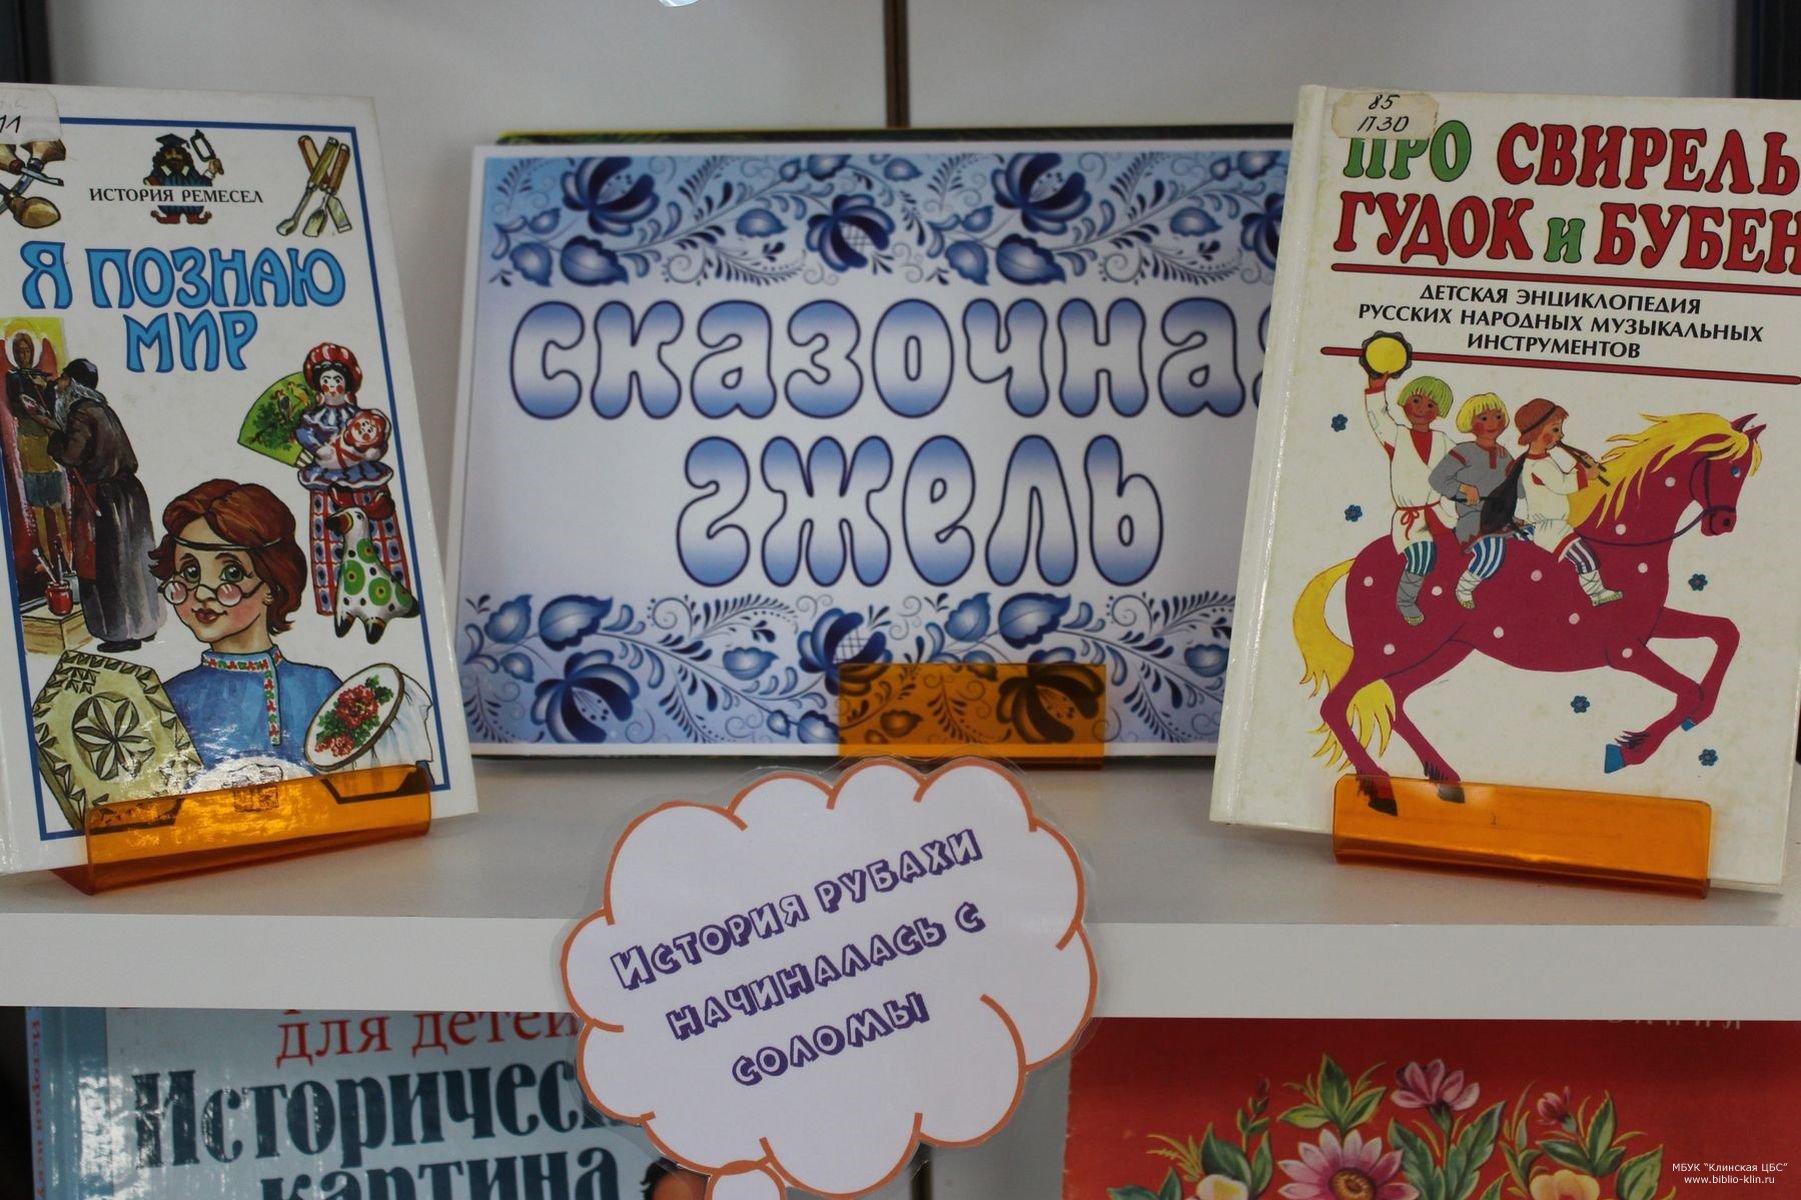 ИСТОРИЯ РЕМЕСЕЛ
Я ПОЗНАЮ
МИР
сказочная
гжель
85
П30
ПРО СВИРЕЛЬ
ГУДОК и БУБЕН
ДЕТСКАЯ ЭНЦИКЛОПЕДИЯ
РУССКИХ НАРОДНЫХ МУЗЫКАЛЬНЫХ
ИНСТРУМЕНТОВ
История рубахи
начиналась с
соломы
для детей
Историчес
картина
МБУК "Клинская ЦБС"
www.biblio-klin.ru